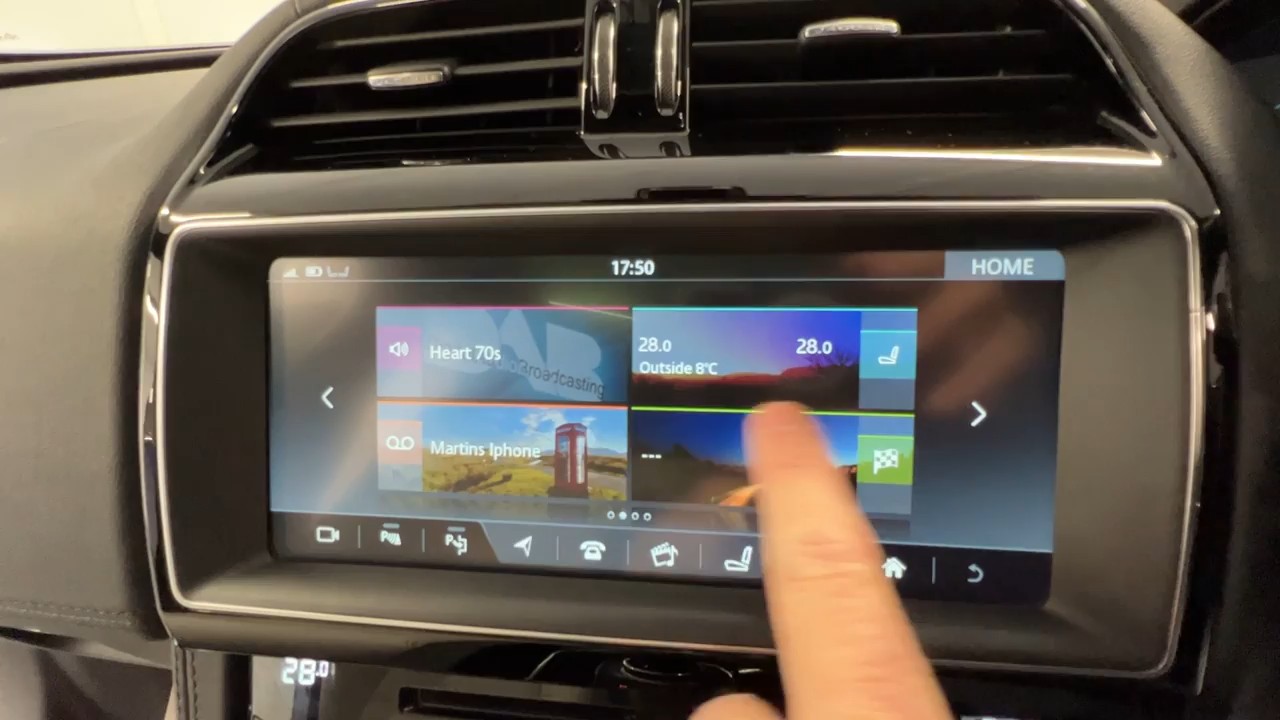 17:50
HOME
Heart 70s
DAB
Broadcasting
28.0
28.0
Outside 8°C
Martins Iphone
---
28.0